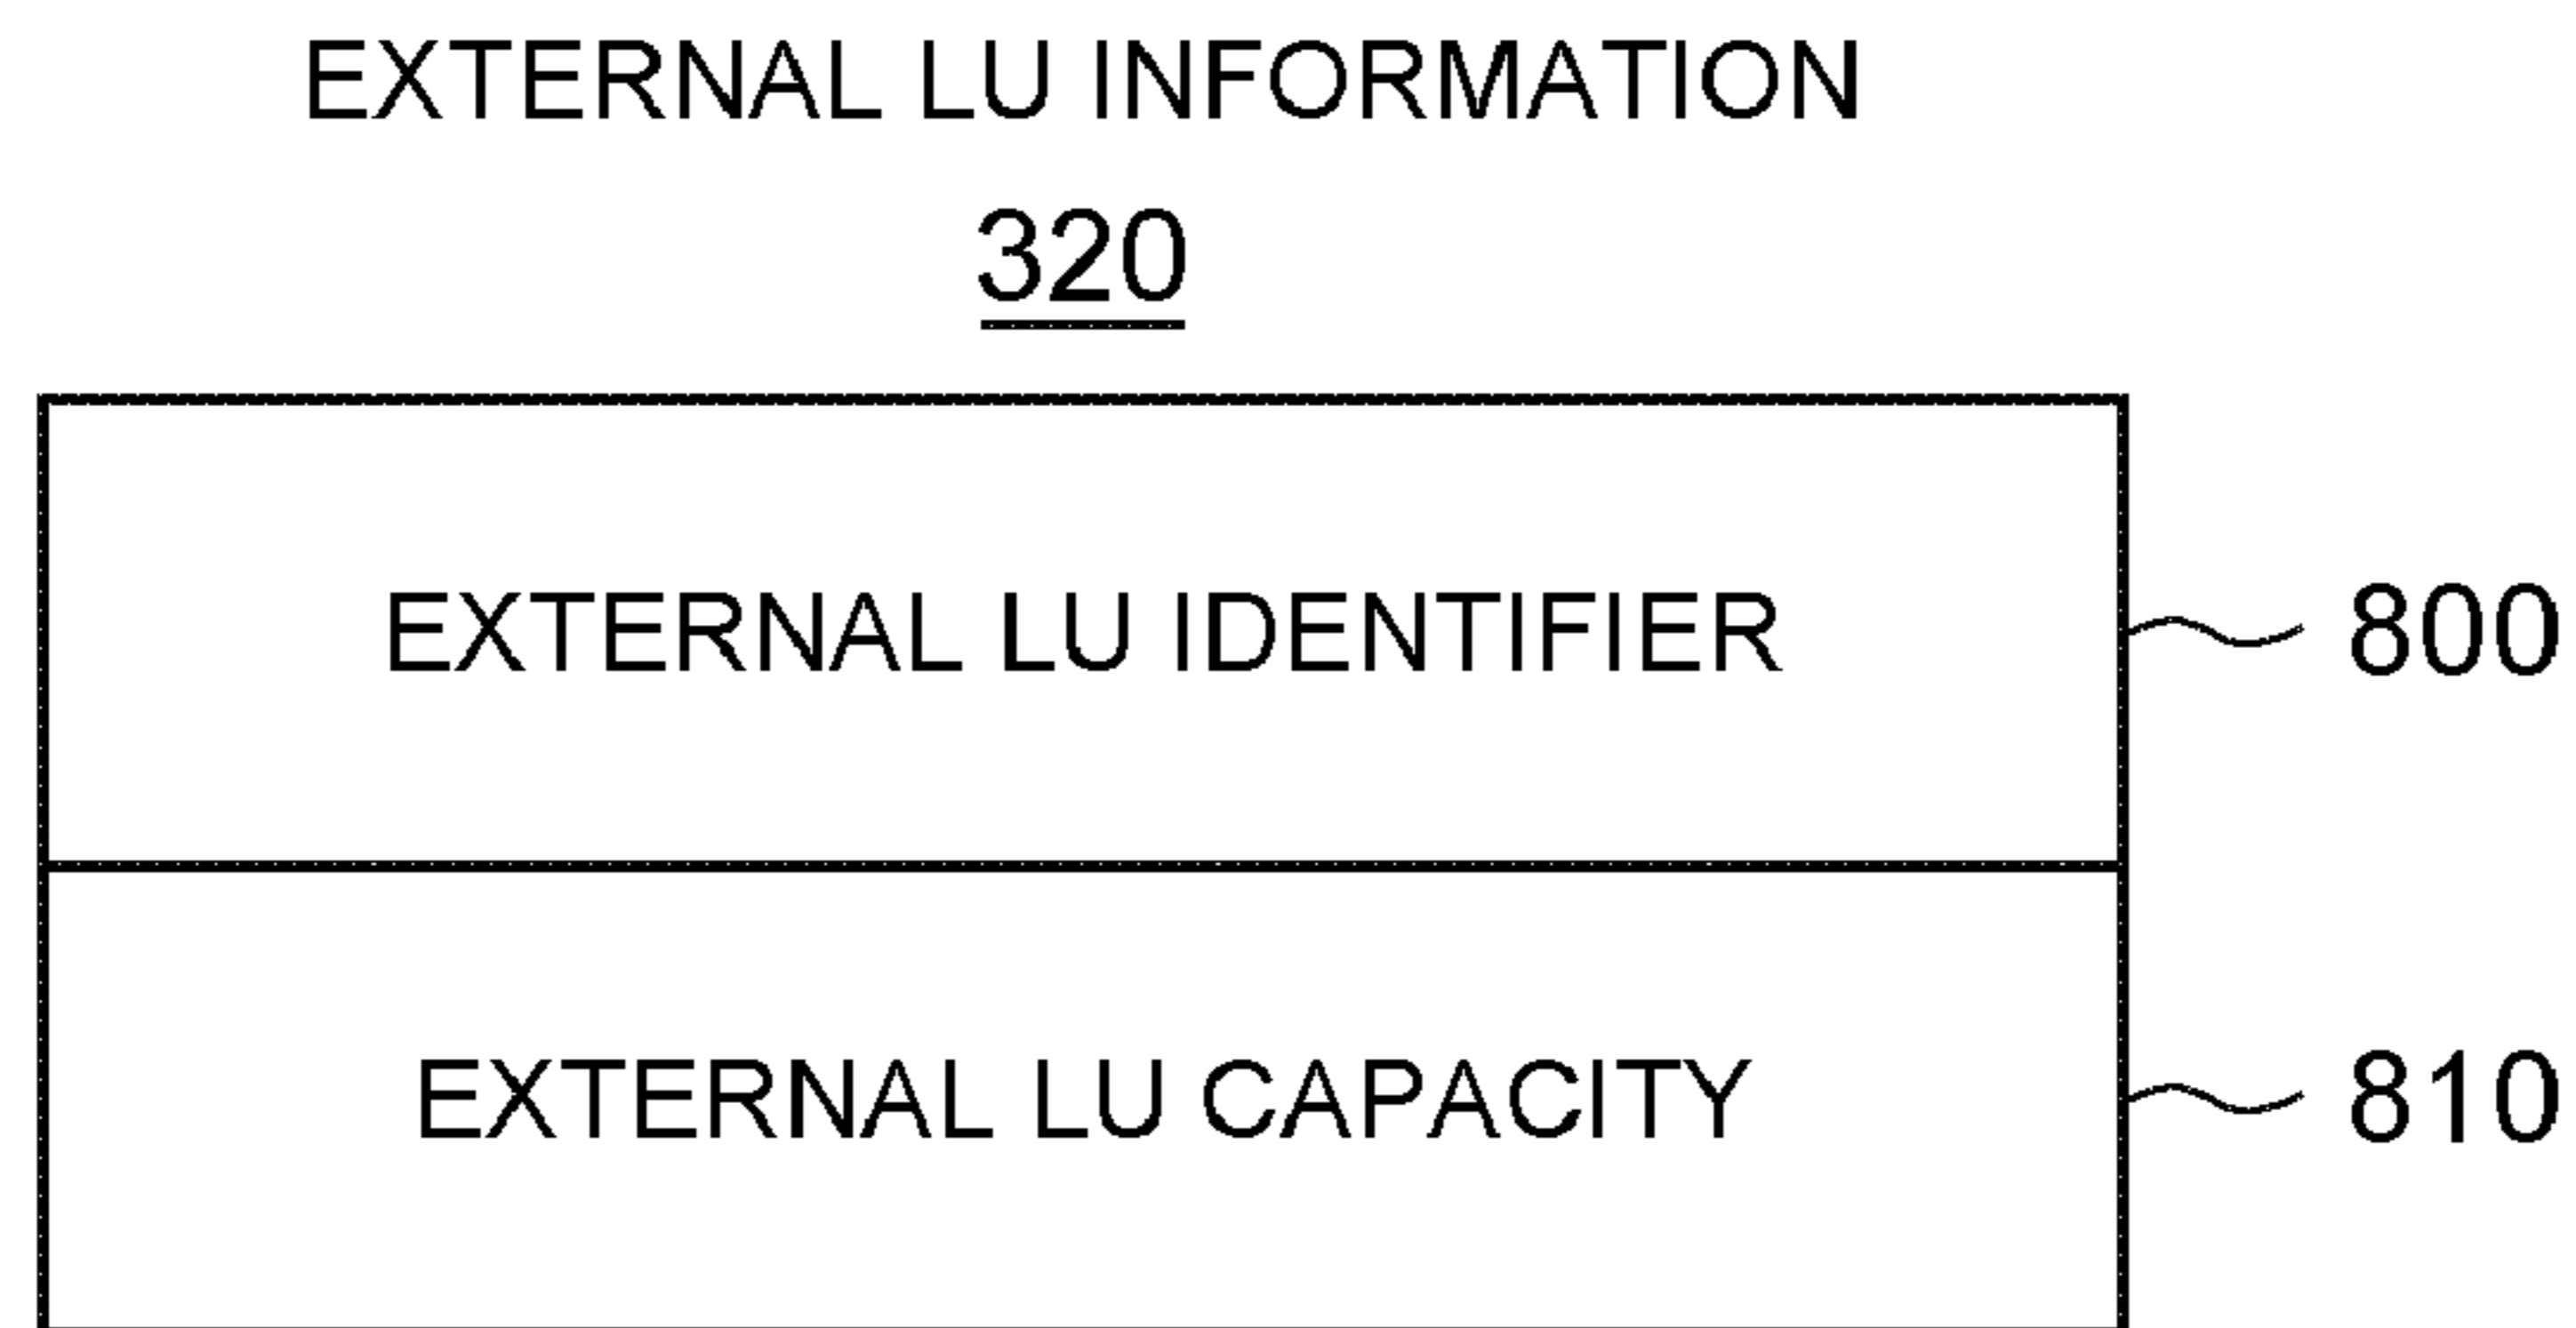 EXTERNAL LU INFORMATION
320
EXTERNAL LU IDENTIFIER 800
EXTERNAL LU CAPACITY 810